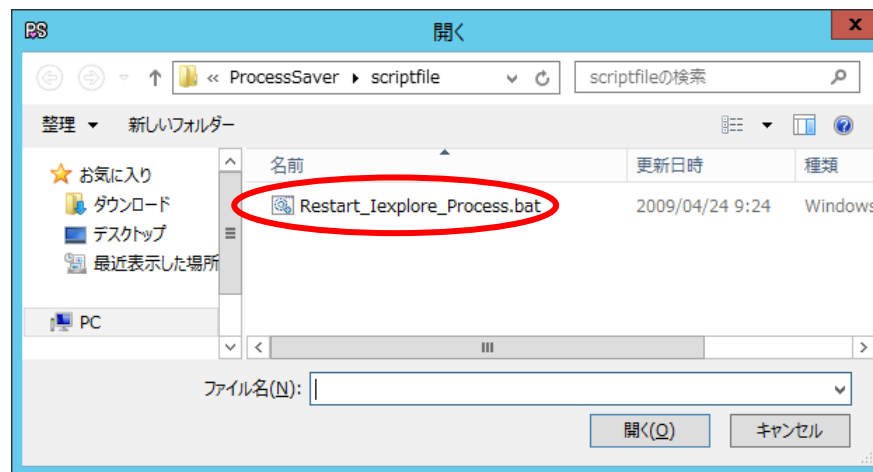 PS 開く x
« ProcessSaver scriptfile scriptfileの検索
整理 新しいフォルダー
お気に入り
ダウンロード
デスクトップ
最近表示した場所
PC
名前 更新日時 種類
Restart_Iexplore_Process.bat 2009/04/24 9:24 Windows
ファイル名(N):
開く(O) キャンセル